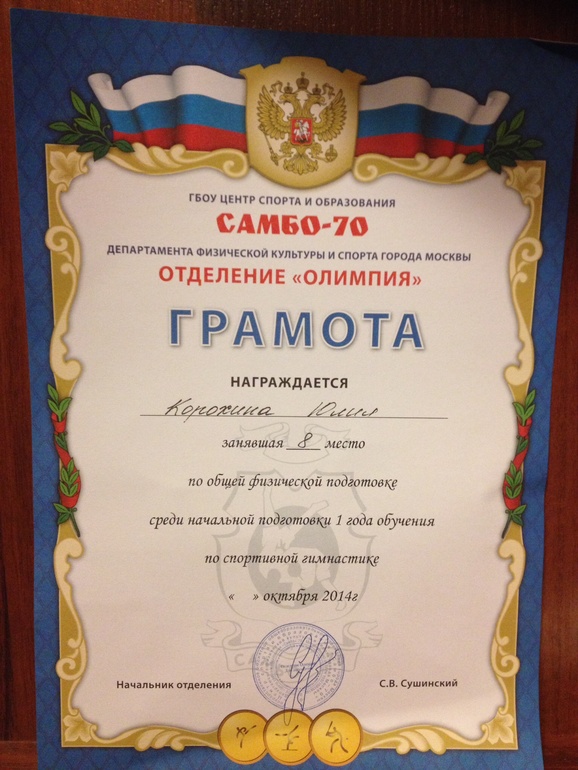 ГБОУ ЦЕНТР СПОРТА И ОБРАЗОВАНИЯ
САМБО-70
ДЕПАРТАМЕНТА ФИЗИЧЕСКОЙ КУЛЬТУРЫ И СПОРТА ГОРОДА МОСКВЫ
ОТДЕЛЕНИЕ «ОЛИМПИЯ»
ГРАМОТА
НАГРАЖДАЕТСЯ
Корохина Юлия
занявшая 8 место
по общей физической подготовке
среди начальной подготовки 1 года обучения
по спортивной гимнастике
« » октября 2014г
Начальник отделения С.В. Сушинский